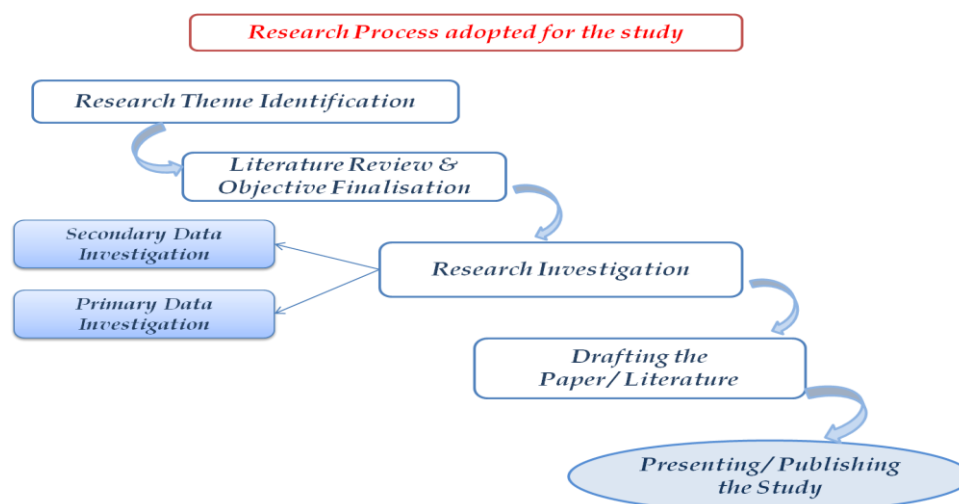 Research Process adopted for the study
Research Theme Identification
Literature Review &
Objective Finalisation
Secondary Data
Investigation
Research Investigation
Primary Data
Investigation
Drafting the
Paper/ Literature
Presenting/ Publishing
the Study